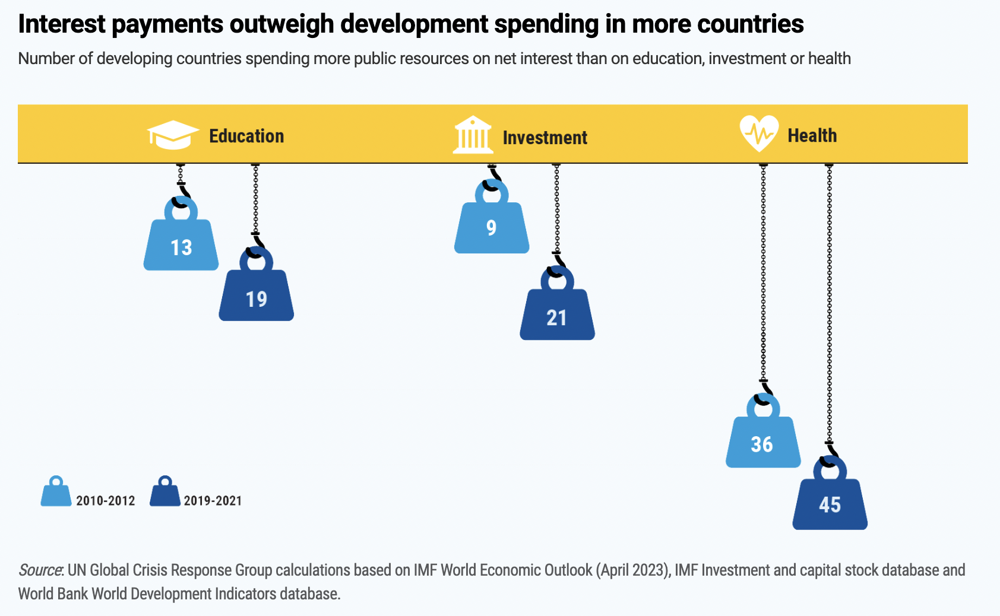 Interest payments outweigh development spending in more countries
Number of developing countries spending more public resources on net interest than on education, investment or health
Education
Investment
Health
13
19
9
21
36
45
2010-2012
2019-2021
Source: UN Global Crisis Response Group calculations based on IMF World Economic Outlook (April 2023), IMF Investment and capital stock database and
World Bank World Development Indicators database.